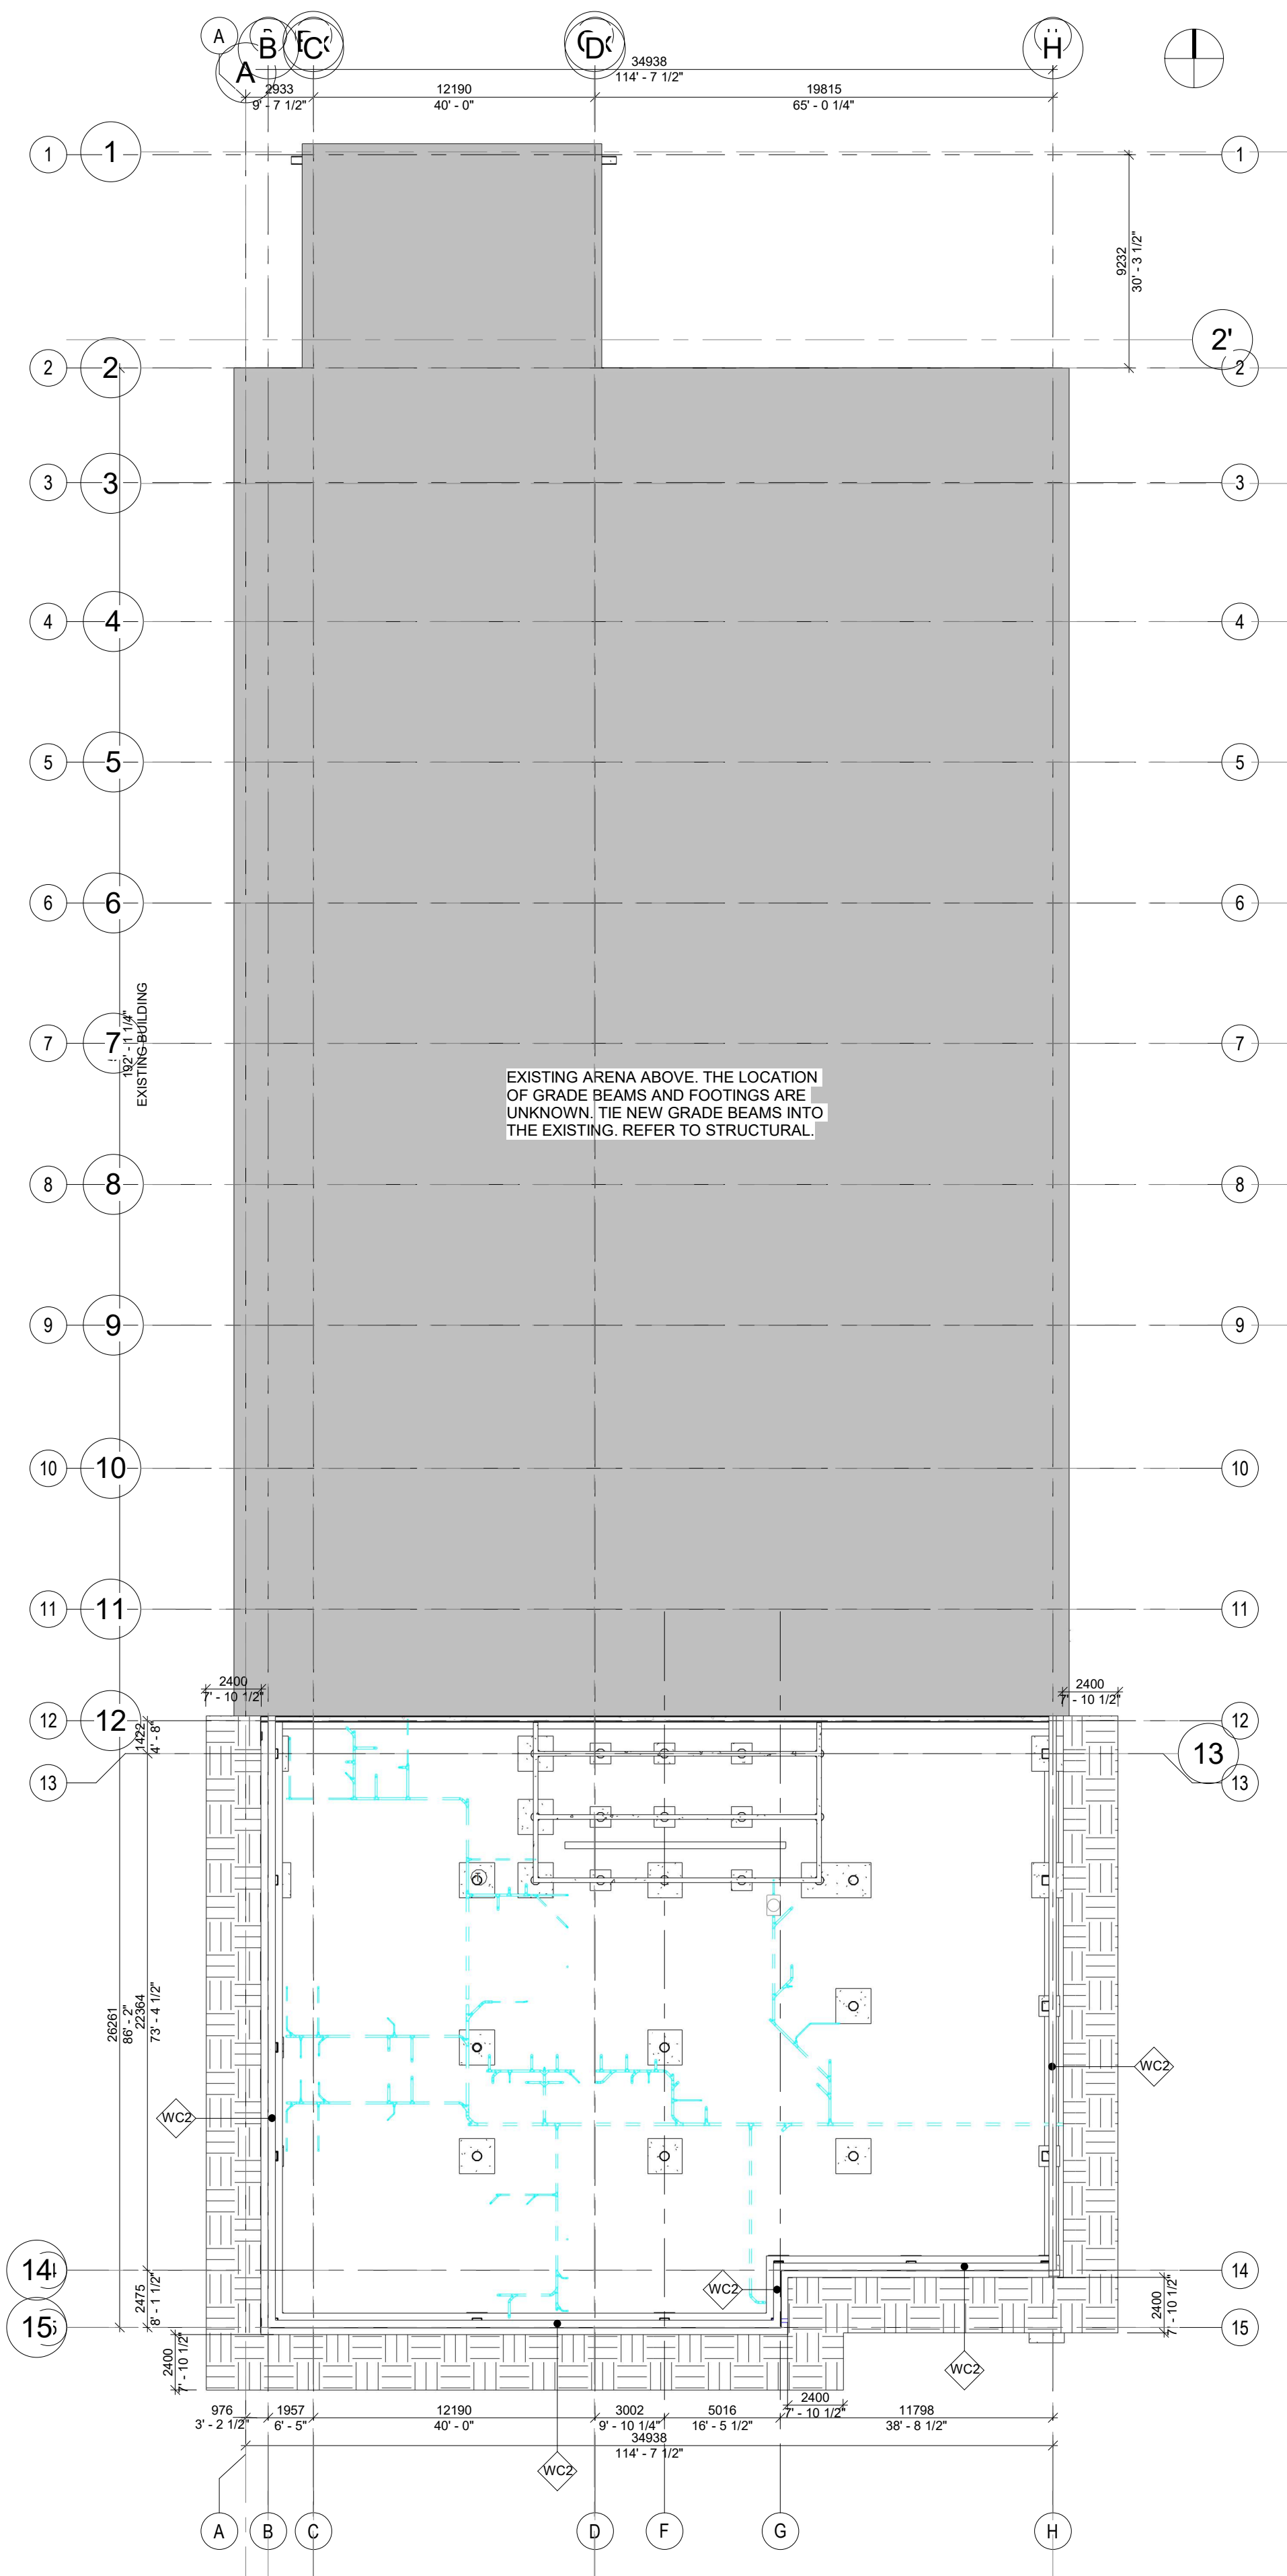 A
B
C
D
H
A
B
C
D
H
34938
114' - 7 1/2"
2933
9' - 7 1/2"
12190
40' - 0"
19815
65' - 0 1/4"
1
1
1
9232
30' - 3 1/2"
2'
2
2
2
3
3
3
4
4
4
5
5
5
6
6
6
7
7
7
192' - 1 1/4"
EXISTING BUILDING
EXISTING ARENA ABOVE. THE LOCATION
OF GRADE BEAMS AND FOOTINGS ARE
UNKNOWN. TIE NEW GRADE BEAMS INTO
THE EXISTING. REFER TO STRUCTURAL.
8
8
8
9
9
9
10
10
10
11
11
11
2400
7' - 10 1/2"
2400
7' - 10 1/2"
12
12
12
1422
4' - 8"
13
13
13
26261
86' - 2"
22364
73' - 4 1/2"
WC2
WC2
14
14
2475
8' - 1 1/2"
WC2
2400
7' - 10 1/2"
15
15
2400
7' - 10 1/2"
WC2
976
3' - 2 1/2"
1957
6' - 5"
12190
40' - 0"
3002
9' - 10 1/4"
5016
16' - 5 1/2"
2400
7' - 10 1/2"
11798
38' - 8 1/2"
34938
114' - 7 1/2"
WC2
A
B
C
D
F
G
H